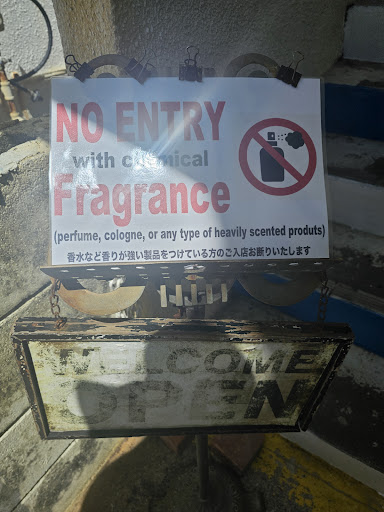 NO ENTRY
with chemical
Fragrance
(perfume, cologne, or any type of heavily scented produts)
香水など香りが強い製品をつけている方のご入店お断りいたします
WELCOME
OPEN